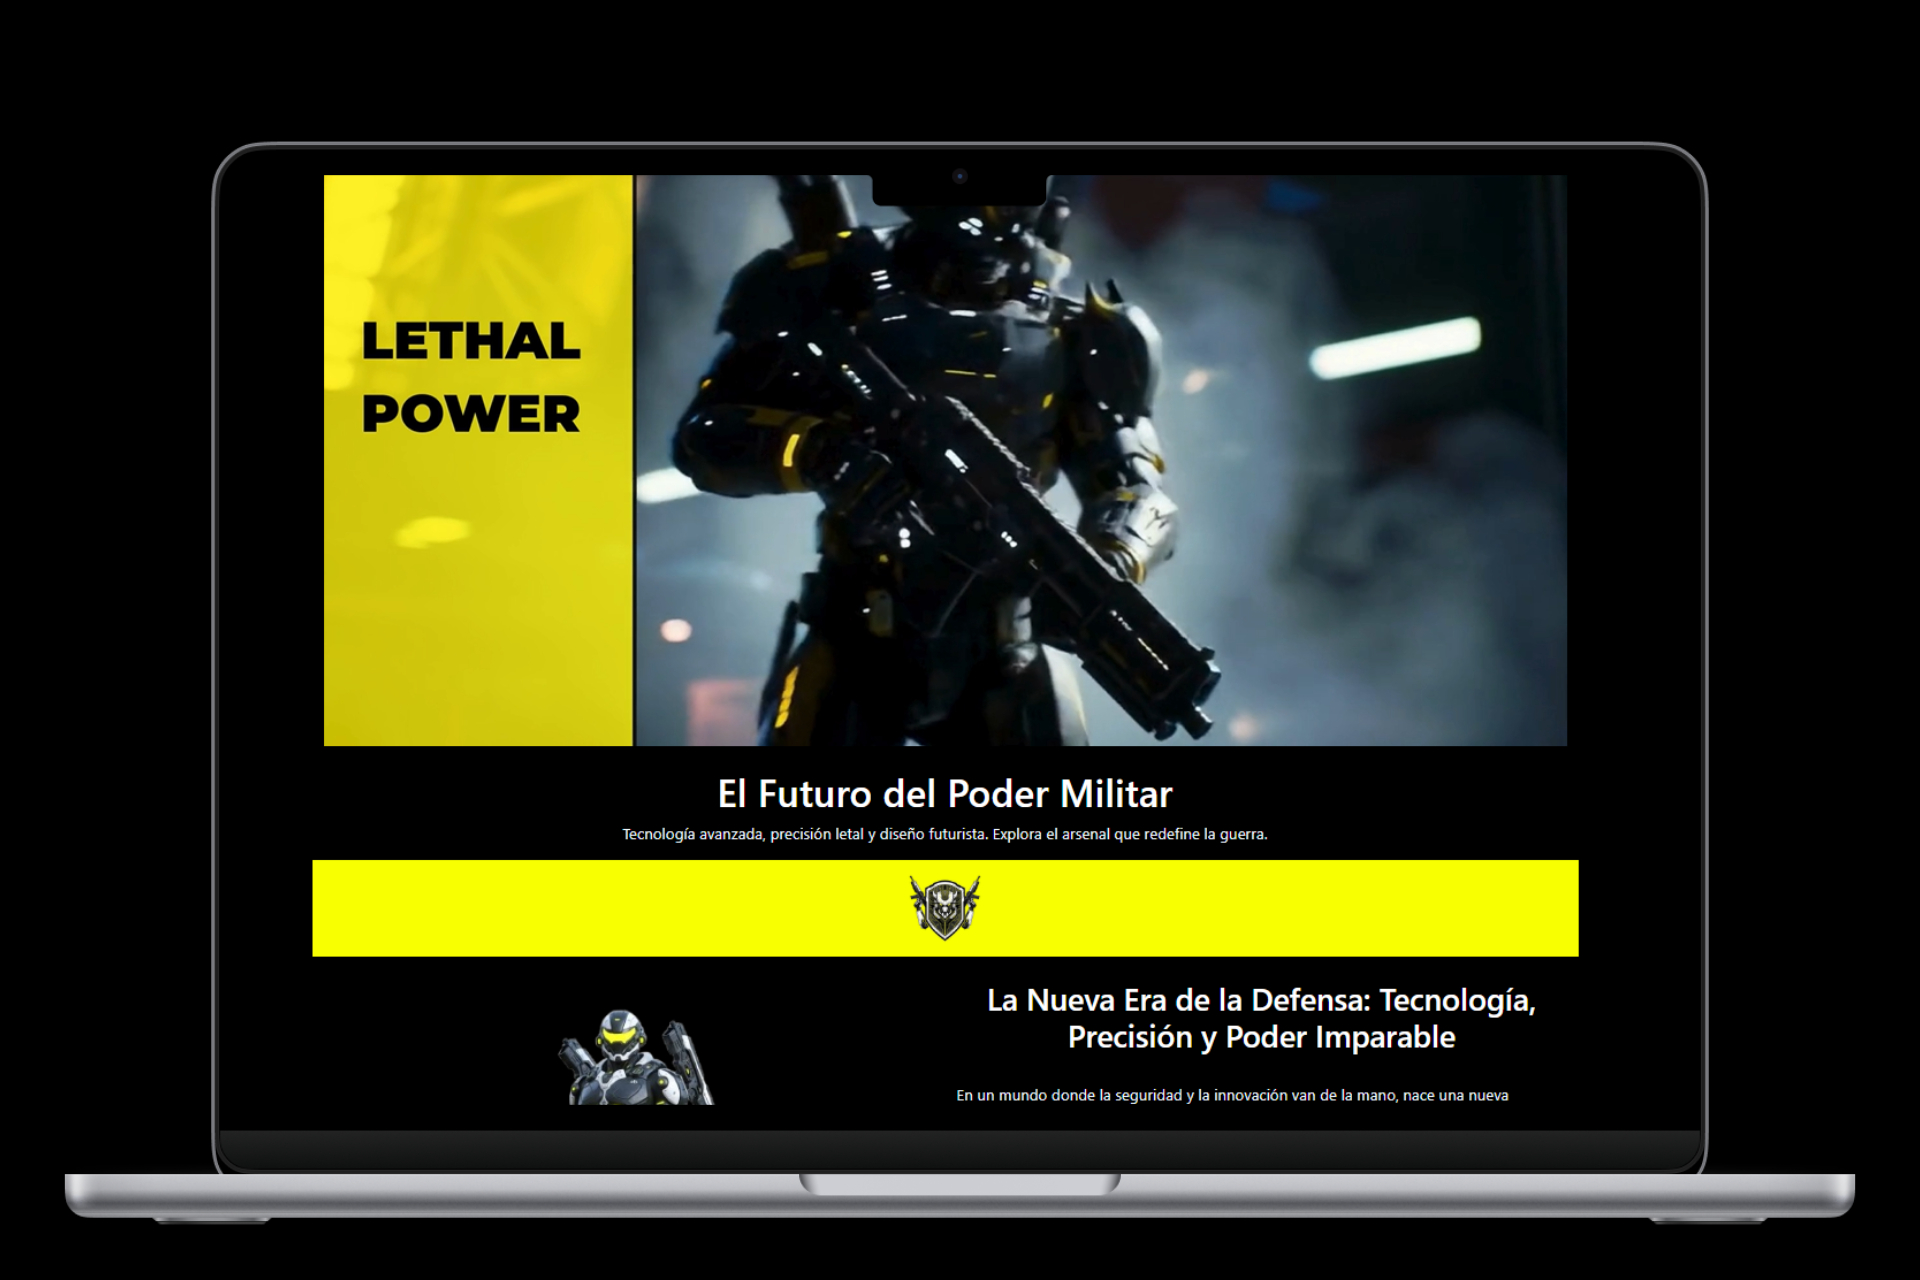 LETHAL
POWER
El Futuro del Poder Militar
Tecnología avanzada, precisión letal y diseño futurista. Explora el arsenal que redefine la guerra.
La Nueva Era de la Defensa: Tecnología,
Precisión y Poder Imparable
En un mundo donde la seguridad y la innovación van de la mano, nace una nueva